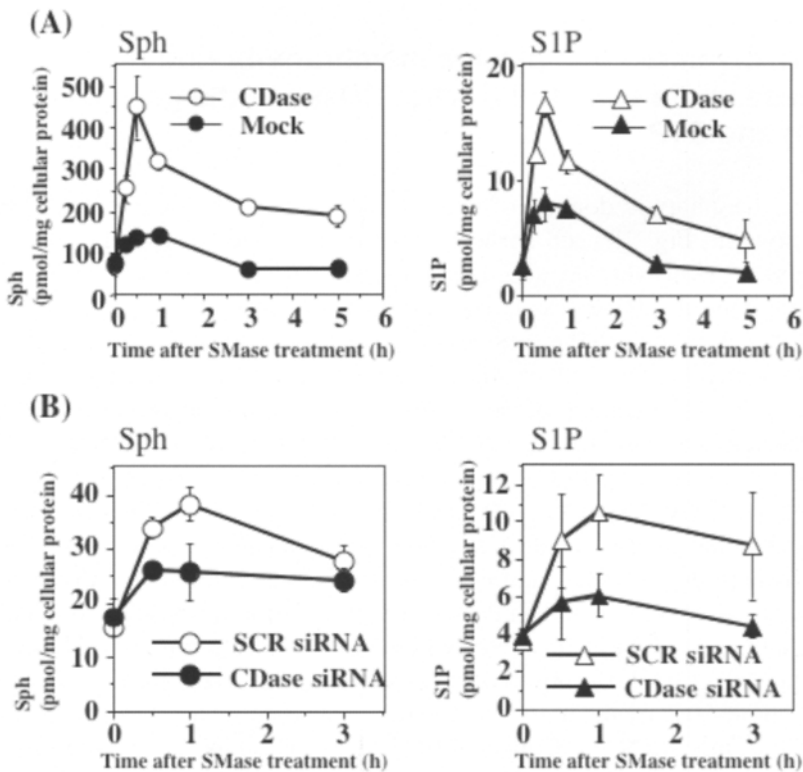 (A)
Sph
Sph
(pmol/mg cellular protein)
500
400
300
200
100
0
CDase
Mock
0 1 2 3 4 5 6
Time after SMase treatment (h)
S1P
S1P
(pmol/mg cellular protein)
20
10
0
CDase
Mock
0 1 2 3 4 5 6
Time after SMase treatment (h)
(B)
Sph
Sph
(pmol/mg cellular protein)
40
30
20
10
0
SCR siRNA
CDase siRNA
0 1 2 3
Time after SMase treatment (h)
S1P
S1P
(pmol/mg cellular protein)
12
10
8
6
4
2
0
SCR siRNA
CDase siRNA
0 1 2 3
Time after SMase treatment (h)